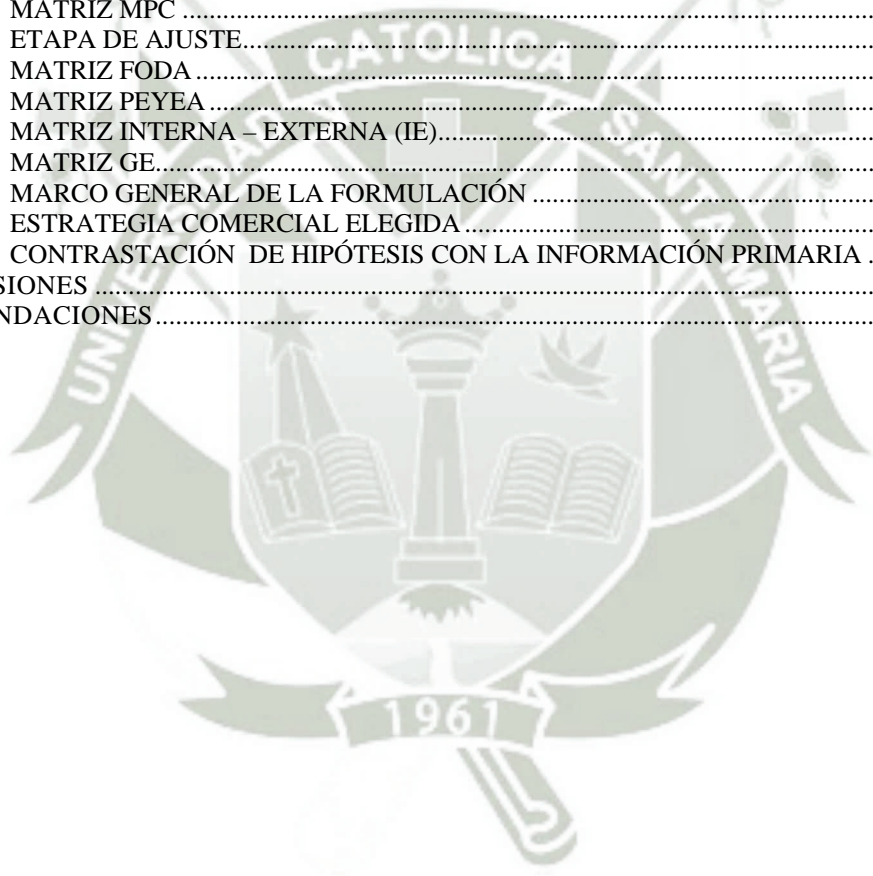 MATRIZ MPC ........................................................................................................
ETAPA DE AJUSTE...............................................................................................
MATRIZ FODA ......................................................................................................
MATRIZ PEYEA ....................................................................................................
MATRIZ INTERNA – EXTERNA (IE)..................................................................
MATRIZ GE............................................................................................................
MARCO GENERAL DE LA FORMULACIÓN ....................................................
ESTRATEGIA COMERCIAL ELEGIDA ..............................................................
CONTRASTACIÓN DE HIPÓTESIS CON LA INFORMACIÓN PRIMARIA .
SIONES ......................................................................................................................
NDACIONES.............................................................................................................
UNIVERSIDAD CATOLICA SANTA MARIA
1961